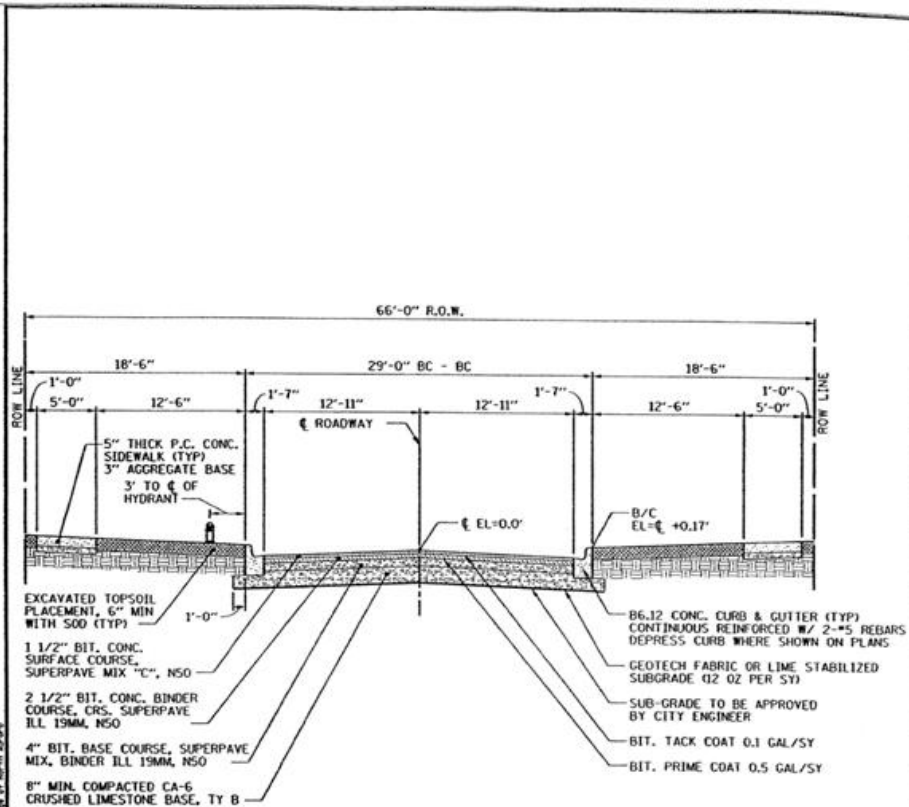 66'-0" R.O.W.
18'-6"
29'-0" BC - BC
18'-6"
ROW LINE
1'-0"
5'-0"
12'-6"
1'-7"
12'-11"
12'-11"
1'-7"
12'-6"
1'-0"
5'-0"
ROW LINE
℄ ROADWAY
5" THICK P.C. CONC.
SIDEWALK (TYP)
3" AGGREGATE BASE
3' TO ℄ OF
HYDRANT
℄ EL=0.0'
B/C
EL=℄ +0.17'
EXCAVATED TOPSOIL
PLACEMENT, 6" MIN
WITH SOD (TYP)
1'-0"
1 1/2" BIT. CONC.
SURFACE COURSE,
SUPERPAVE MIX "C", N50
2 1/2" BIT. CONC. BINDER
COURSE, CRS. SUPERPAVE
ILL 19MM, N50
4" BIT. BASE COURSE, SUPERPAVE
MIX, BINDER ILL 19MM, N50
8" MIN. COMPACTED CA-6
CRUSHED LIMESTONE BASE, TY B
B6.12 CONC. CURB & GUTTER (TYP)
CONTINUOUS REINFORCED W/ 2-#5 REBARS
DEPRESS CURB WHERE SHOWN ON PLANS
GEOTECH FABRIC OR LIME STABILIZED
SUBGRADE (12 OZ PER SY)
SUB-GRADE TO BE APPROVED
BY CITY ENGINEER
BIT. TACK COAT 0.1 GAL/SY
BIT. PRIME COAT 0.5 GAL/SY